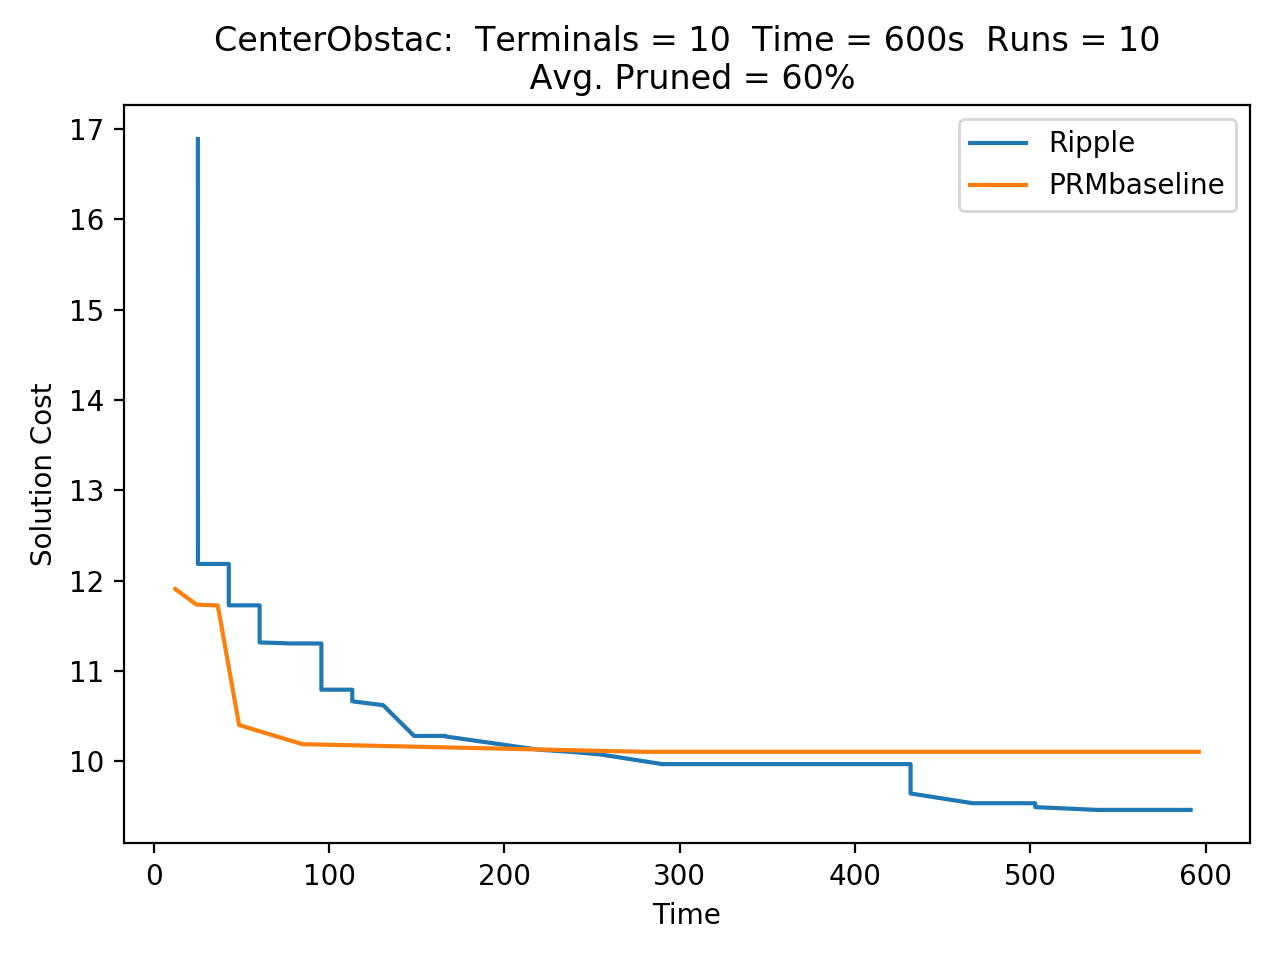 CenterObstac:  Terminals = 10  Time = 600s  Runs = 10
Avg. Pruned = 60%
Ripple
PRMbaseline
Solution Cost
17
16
15
14
13
12
11
10
0 100 200 300 400 500 600
Time